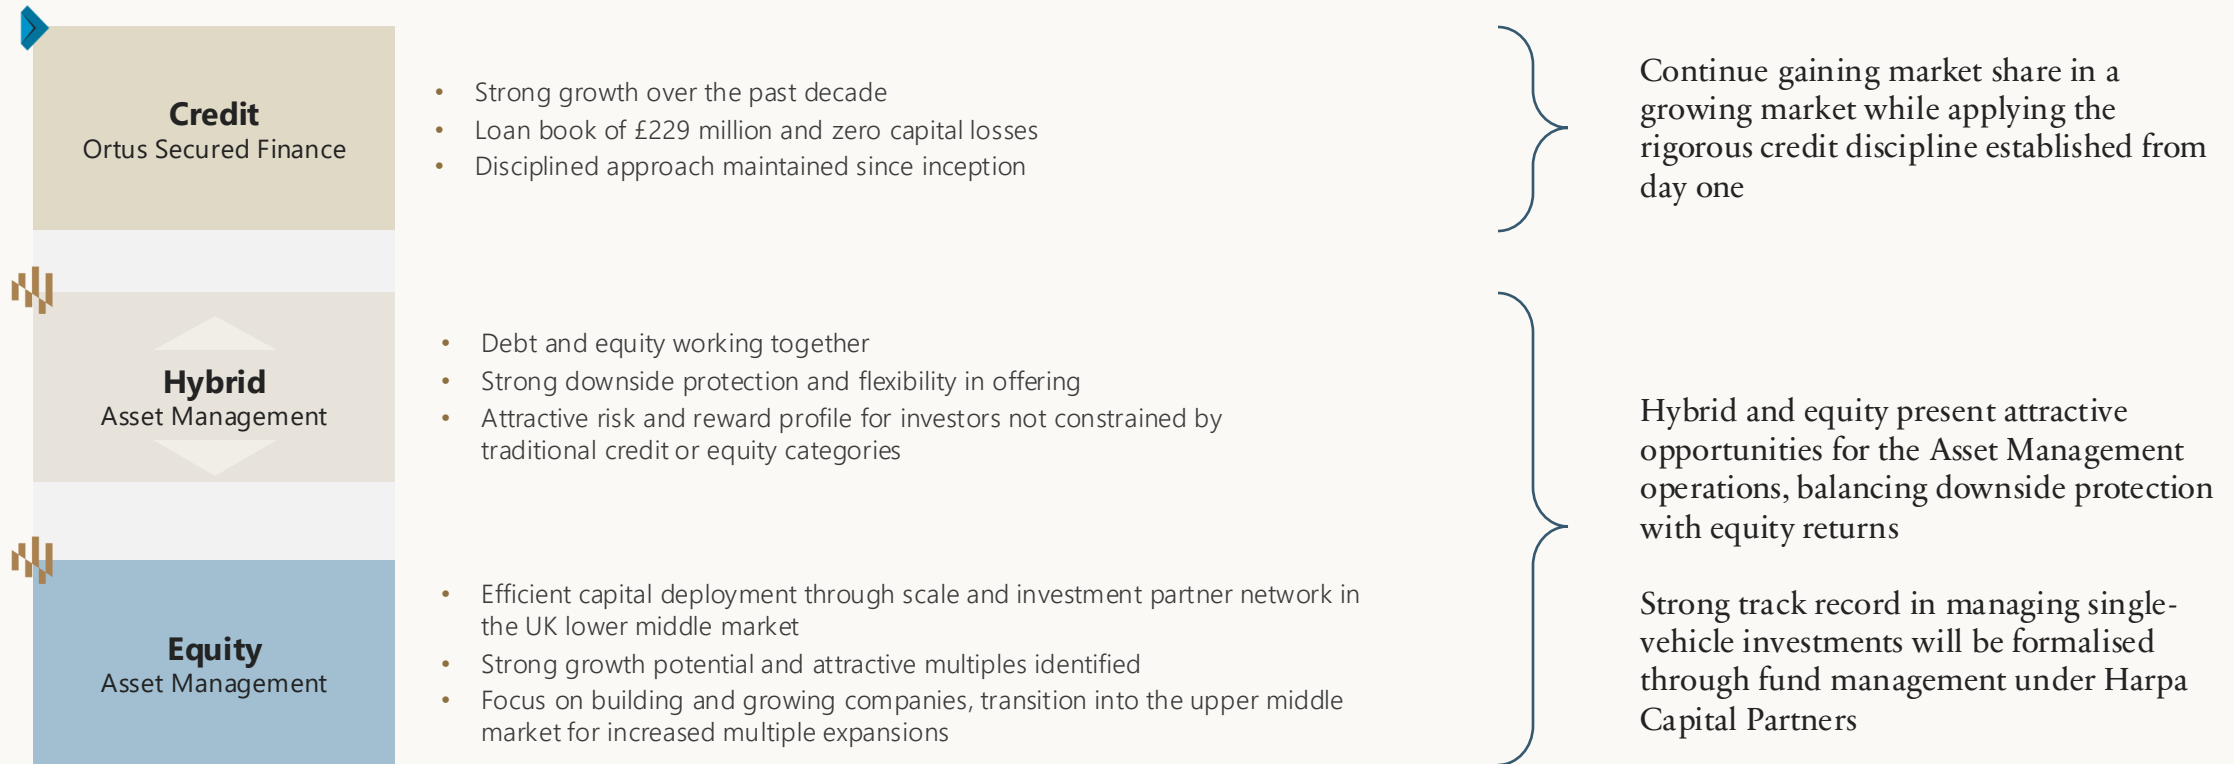 Credit
Ortus Secured Finance
• Strong growth over the past decade
• Loan book of £229 million and zero capital losses
• Disciplined approach maintained since inception
Continue gaining market share in a
growing market while applying the
rigorous credit discipline established from
day one
Hybrid
Asset Management
• Debt and equity working together
• Strong downside protection and flexibility in offering
• Attractive risk and reward profile for investors not constrained by
traditional credit or equity categories
Equity
Asset Management
• Efficient capital deployment through scale and investment partner network in
the UK lower middle market
• Strong growth potential and attractive multiples identified
• Focus on building and growing companies, transition into the upper middle
market for increased multiple expansions
Hybrid and equity present attractive
opportunities for the Asset Management
operations, balancing downside protection
with equity returns
Strong track record in managing single-
vehicle investments will be formalised
through fund management under Harpa
Capital Partners